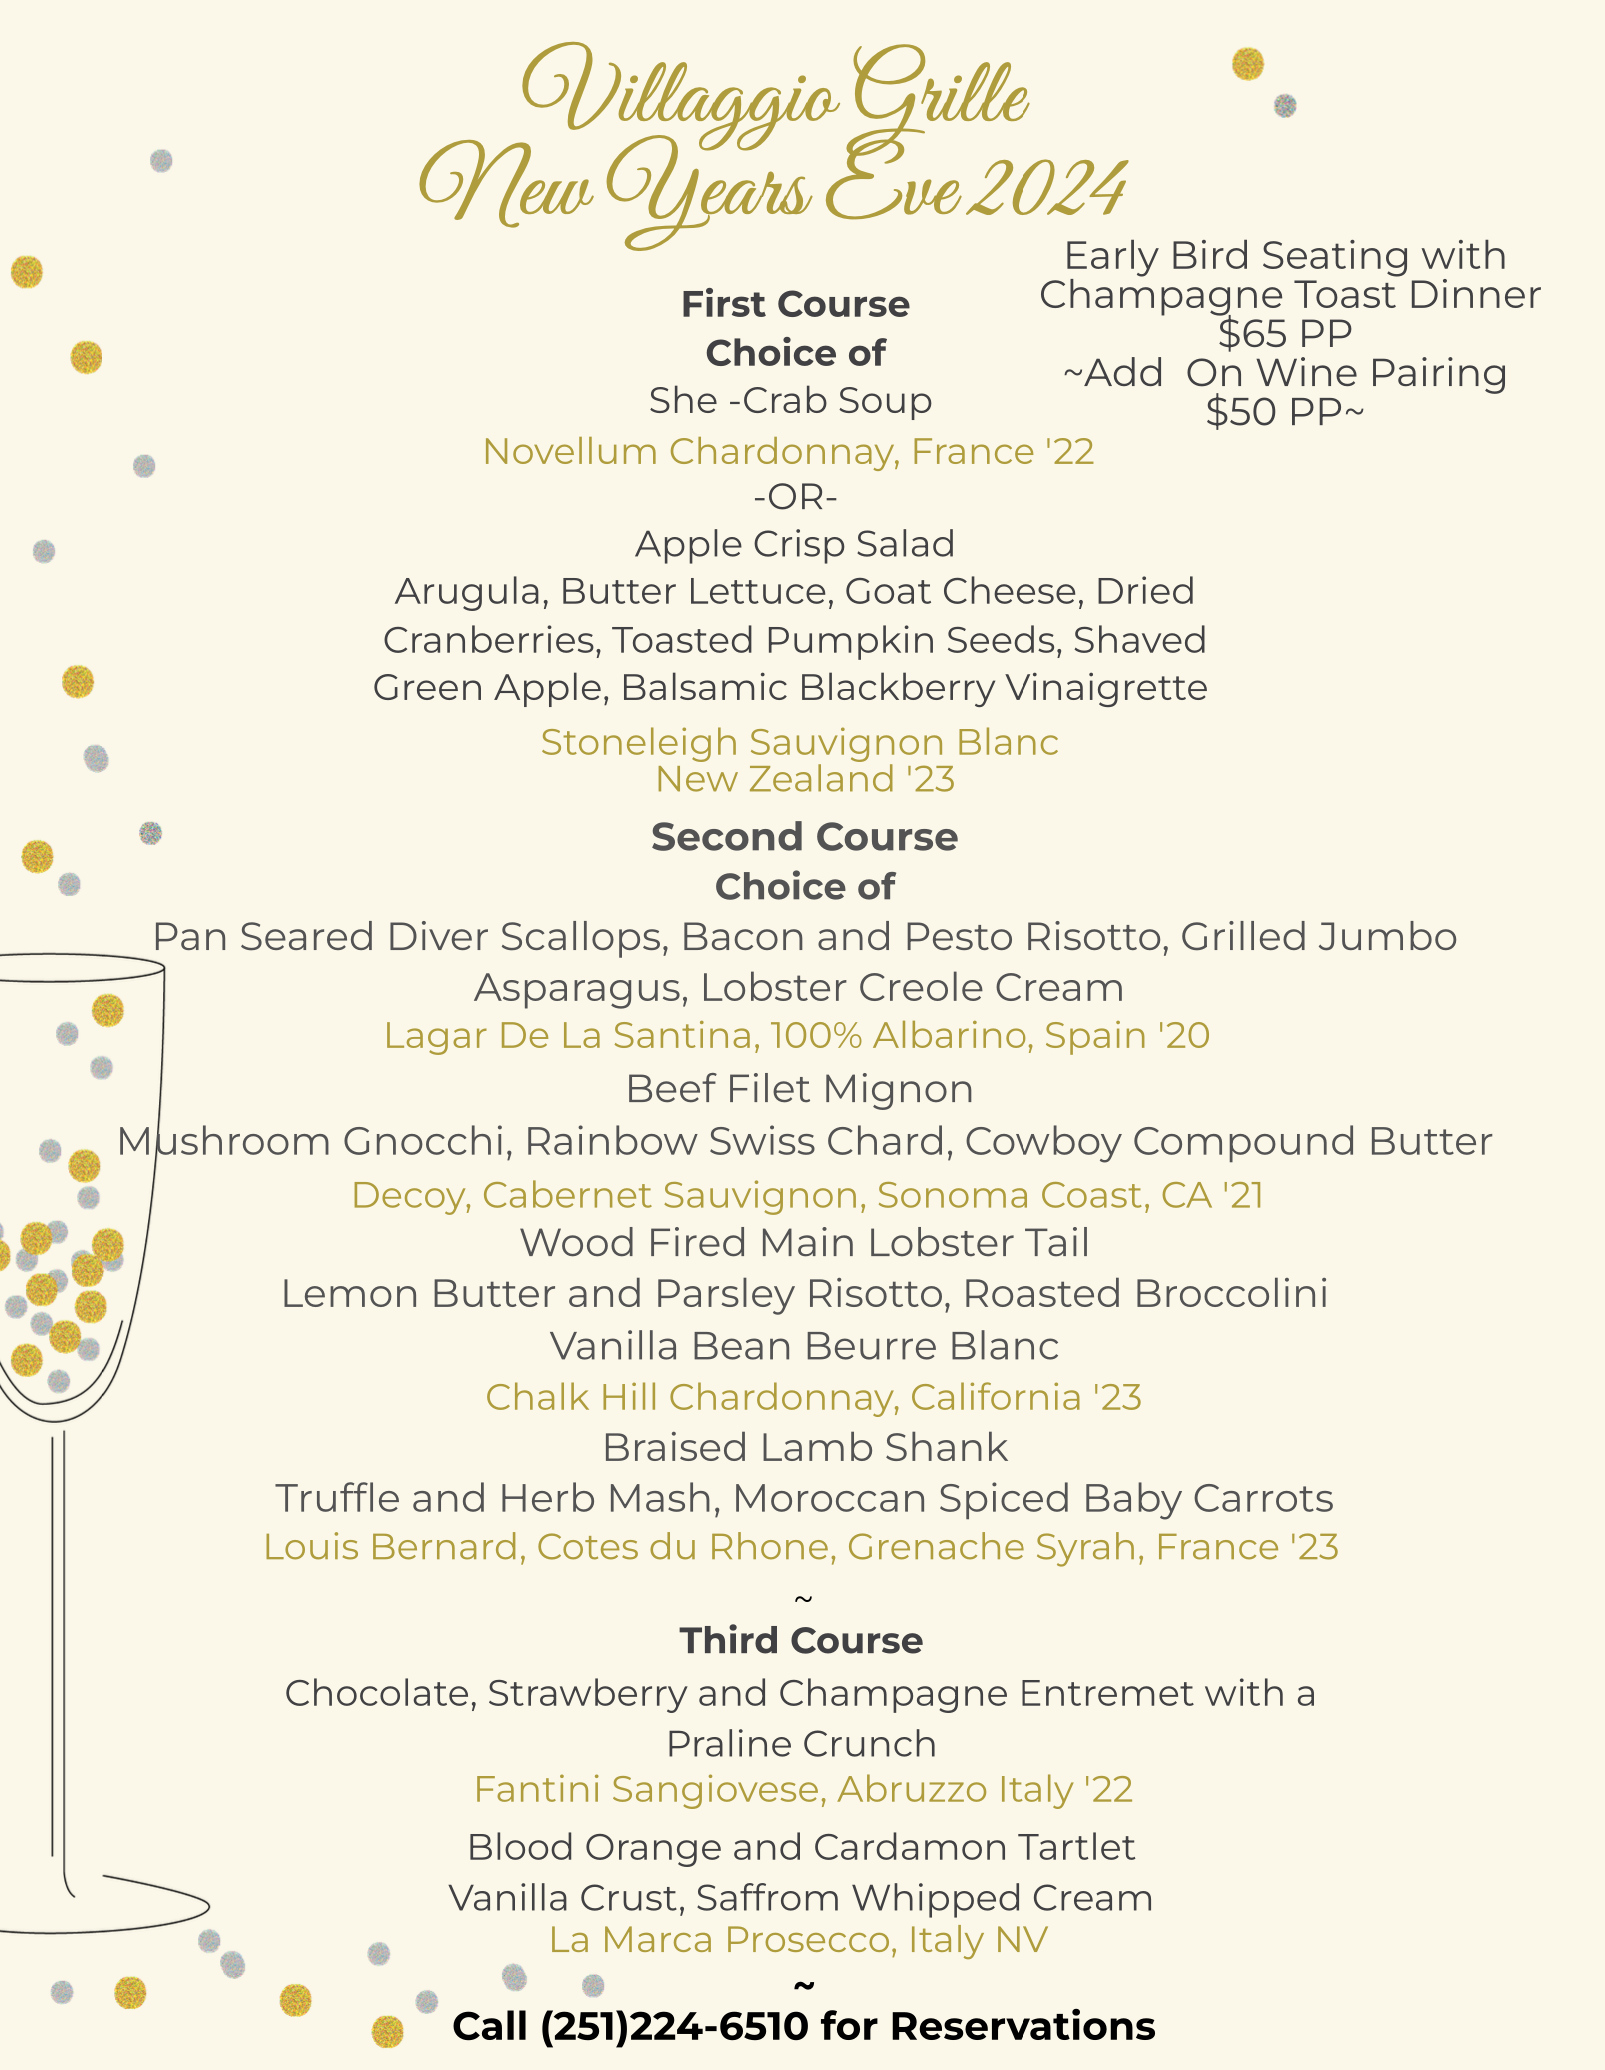 Villaggio Grille
New Years Eve 2024
Early Bird Seating with
Champagne Toast Dinner
$65 PP
~Add On Wine Pairing
$50 PP~
First Course
Choice of
She -Crab Soup
Novellum Chardonnay, France '22
-OR-
Apple Crisp Salad
Arugula, Butter Lettuce, Goat Cheese, Dried
Cranberries, Toasted Pumpkin Seeds, Shaved
Green Apple, Balsamic Blackberry Vinaigrette
Stoneleigh Sauvignon Blanc
New Zealand '23
Second Course
Choice of
Pan Seared Diver Scallops, Bacon and Pesto Risotto, Grilled Jumbo
Asparagus, Lobster Creole Cream
Lagar De La Santina, 100% Albarino, Spain '20
Beef Filet Mignon
Mushroom Gnocchi, Rainbow Swiss Chard, Cowboy Compound Butter
Decoy, Cabernet Sauvignon, Sonoma Coast, CA '21
Wood Fired Main Lobster Tail
Lemon Butter and Parsley Risotto, Roasted Broccolini
Vanilla Bean Beurre Blanc
Chalk Hill Chardonnay, California '23
Braised Lamb Shank
Truffle and Herb Mash, Moroccan Spiced Baby Carrots
Louis Bernard, Cotes du Rhone, Grenache Syrah, France '23
~
Third Course
Chocolate, Strawberry and Champagne Entremet with a
Praline Crunch
Fantini Sangiovese, Abruzzo Italy '22
Blood Orange and Cardamon Tartlet
Vanilla Crust, Saffrom Whipped Cream
La Marca Prosecco, Italy NV
~
Call (251)224-6510 for Reservations